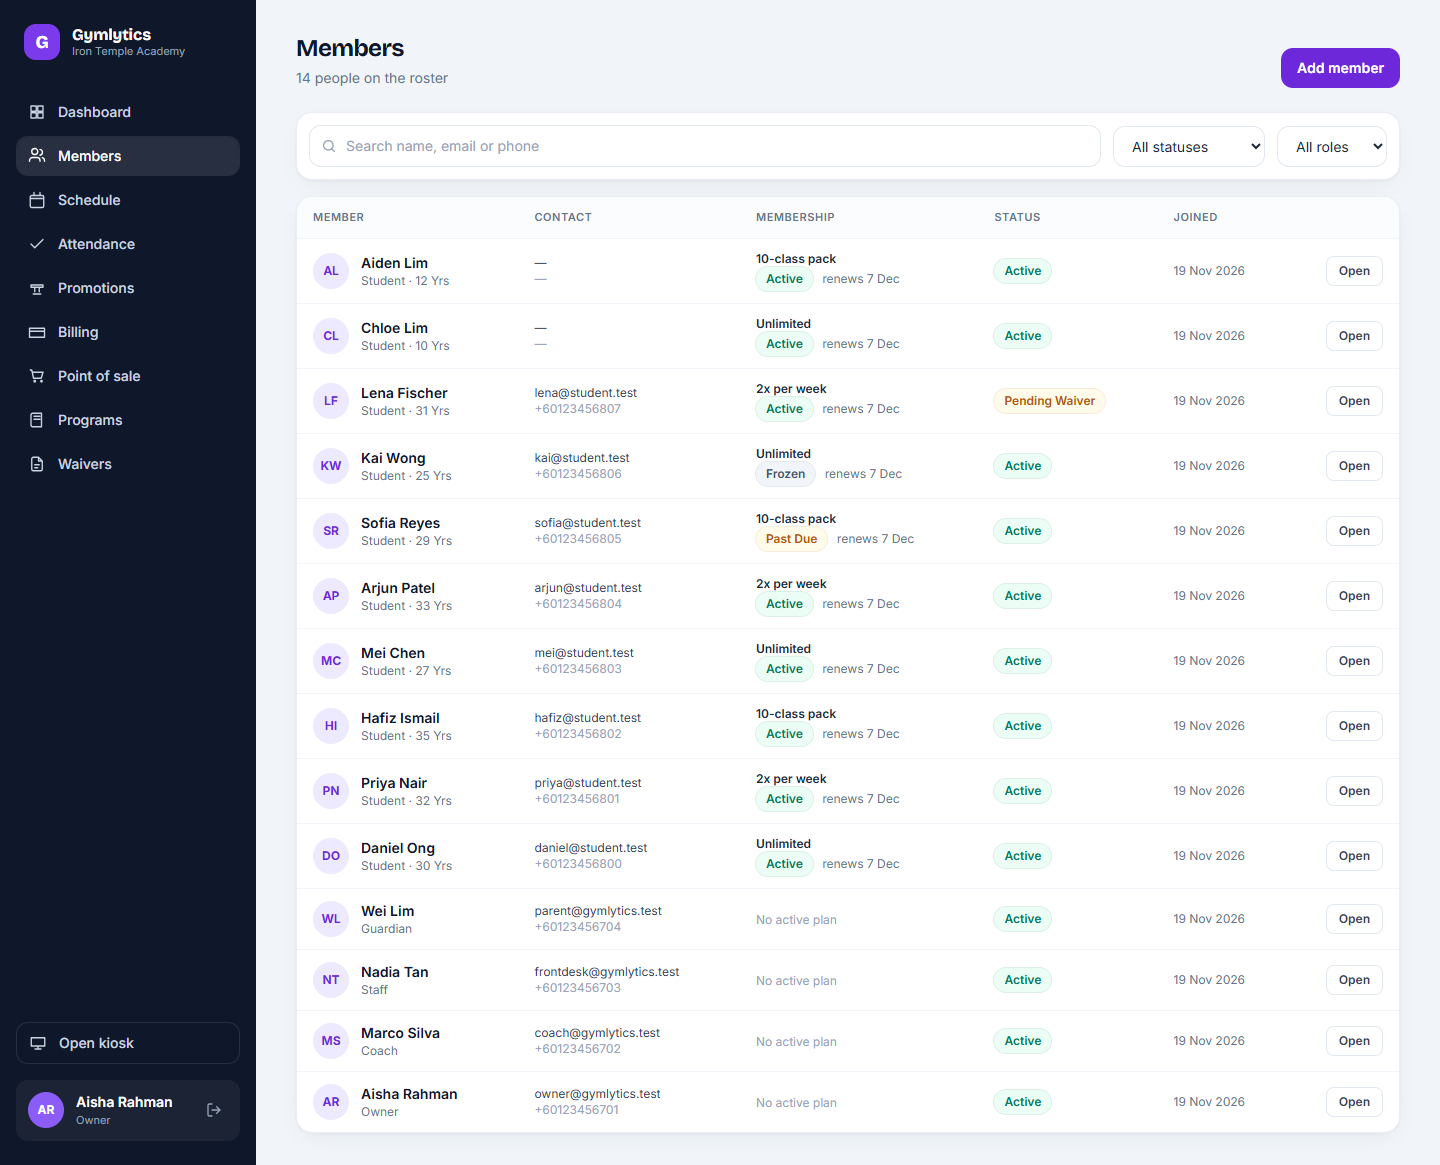 G
Gymlytics
Iron Temple Academy
Dashboard
Members
Schedule
Attendance
Promotions
Billing
Point of sale
Programs
Waivers
Open kiosk
AR
Aisha Rahman
Owner
Members
14 people on the roster
Add member
Search name, email or phone
All statuses
All roles
MEMBER CONTACT MEMBERSHIP STATUS JOINED
AL Aiden Lim — 10-class pack Active 19 Nov 2026 Open
Student · 12 Yrs — Active renews 7 Dec
CL Chloe Lim — Unlimited Active 19 Nov 2026 Open
Student · 10 Yrs — Active renews 7 Dec
LF Lena Fischer lena@student.test 2x per week Pending Waiver 19 Nov 2026 Open
Student · 31 Yrs +60123456807 Active renews 7 Dec
KW Kai Wong kai@student.test Unlimited Active 19 Nov 2026 Open
Student · 25 Yrs +60123456806 Frozen renews 7 Dec
SR Sofia Reyes sofia@student.test 10-class pack Active 19 Nov 2026 Open
Student · 29 Yrs +60123456805 Past Due renews 7 Dec
AP Arjun Patel arjun@student.test 2x per week Active 19 Nov 2026 Open
Student · 33 Yrs +60123456804 Active renews 7 Dec
MC Mei Chen mei@student.test Unlimited Active 19 Nov 2026 Open
Student · 27 Yrs +60123456803 Active renews 7 Dec
HI Hafiz Ismail hafiz@student.test 10-class pack Active 19 Nov 2026 Open
Student · 35 Yrs +60123456802 Active renews 7 Dec
PN Priya Nair priya@student.test 2x per week Active 19 Nov 2026 Open
Student · 32 Yrs +60123456801 Active renews 7 Dec
DO Daniel Ong daniel@student.test Unlimited Active 19 Nov 2026 Open
Student · 30 Yrs +60123456800 Active renews 7 Dec
WL Wei Lim parent@gymlytics.test No active plan Active 19 Nov 2026 Open
Guardian +60123456704
NT Nadia Tan frontdesk@gymlytics.test No active plan Active 19 Nov 2026 Open
Staff +60123456703
MS Marco Silva coach@gymlytics.test No active plan Active 19 Nov 2026 Open
Coach +60123456702
AR Aisha Rahman owner@gymlytics.test No active plan Active 19 Nov 2026 Open
Owner +60123456701